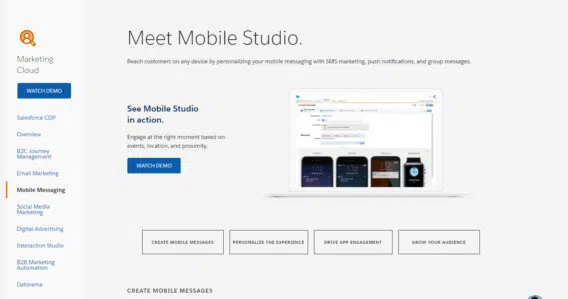 Marketing
Cloud
WATCH DEMO
Salesforce CDP
Overview
B2C Journey
Management
Email Marketing
Mobile Messaging
Social Media
Marketing
Digital Advertising
Interaction Studio
B2B Marketing
Automation
Datorama
Meet Mobile Studio.
Reach customers on any device by personalizing your mobile messaging with SMS marketing, push notifications, and group messages.
See Mobile Studio
in action.
Engage at the right moment based on
events, location, and proximity.
WATCH DEMO
CREATE MOBILE MESSAGES
PERSONALIZE THE EXPERIENCE
DRIVE APP ENGAGEMENT
GROW YOUR AUDIENCE
CREATE MOBILE MESSAGES